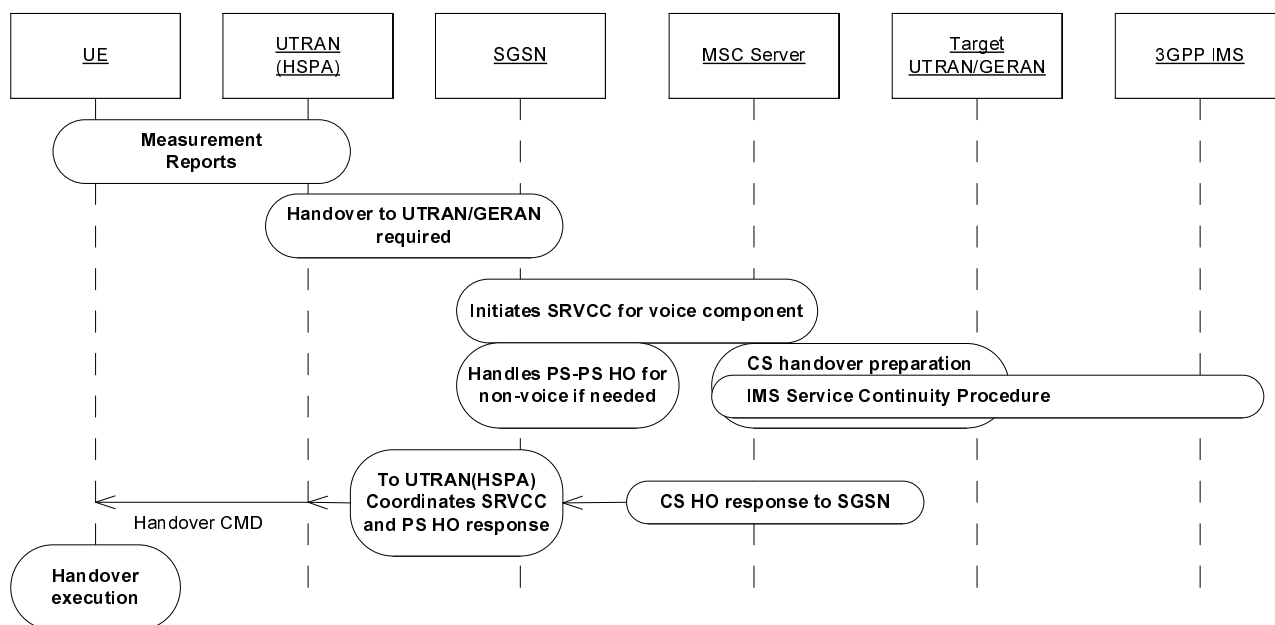 UE
UTRAN
(HSPA)
SGSN
MSC Server
Target
UTRAN/GERAN
3GPP IMS
Measurement
Reports
Handover to UTRAN/GERAN
required
Initiates SRVCC for voice component
Handles PS-PS HO for
non-voice if needed
CS handover preparation
IMS Service Continuity Procedure
To UTRAN(HSPA)
Coordinates SRVCC
and PS HO response
CS HO response to SGSN
Handover CMD
Handover
execution